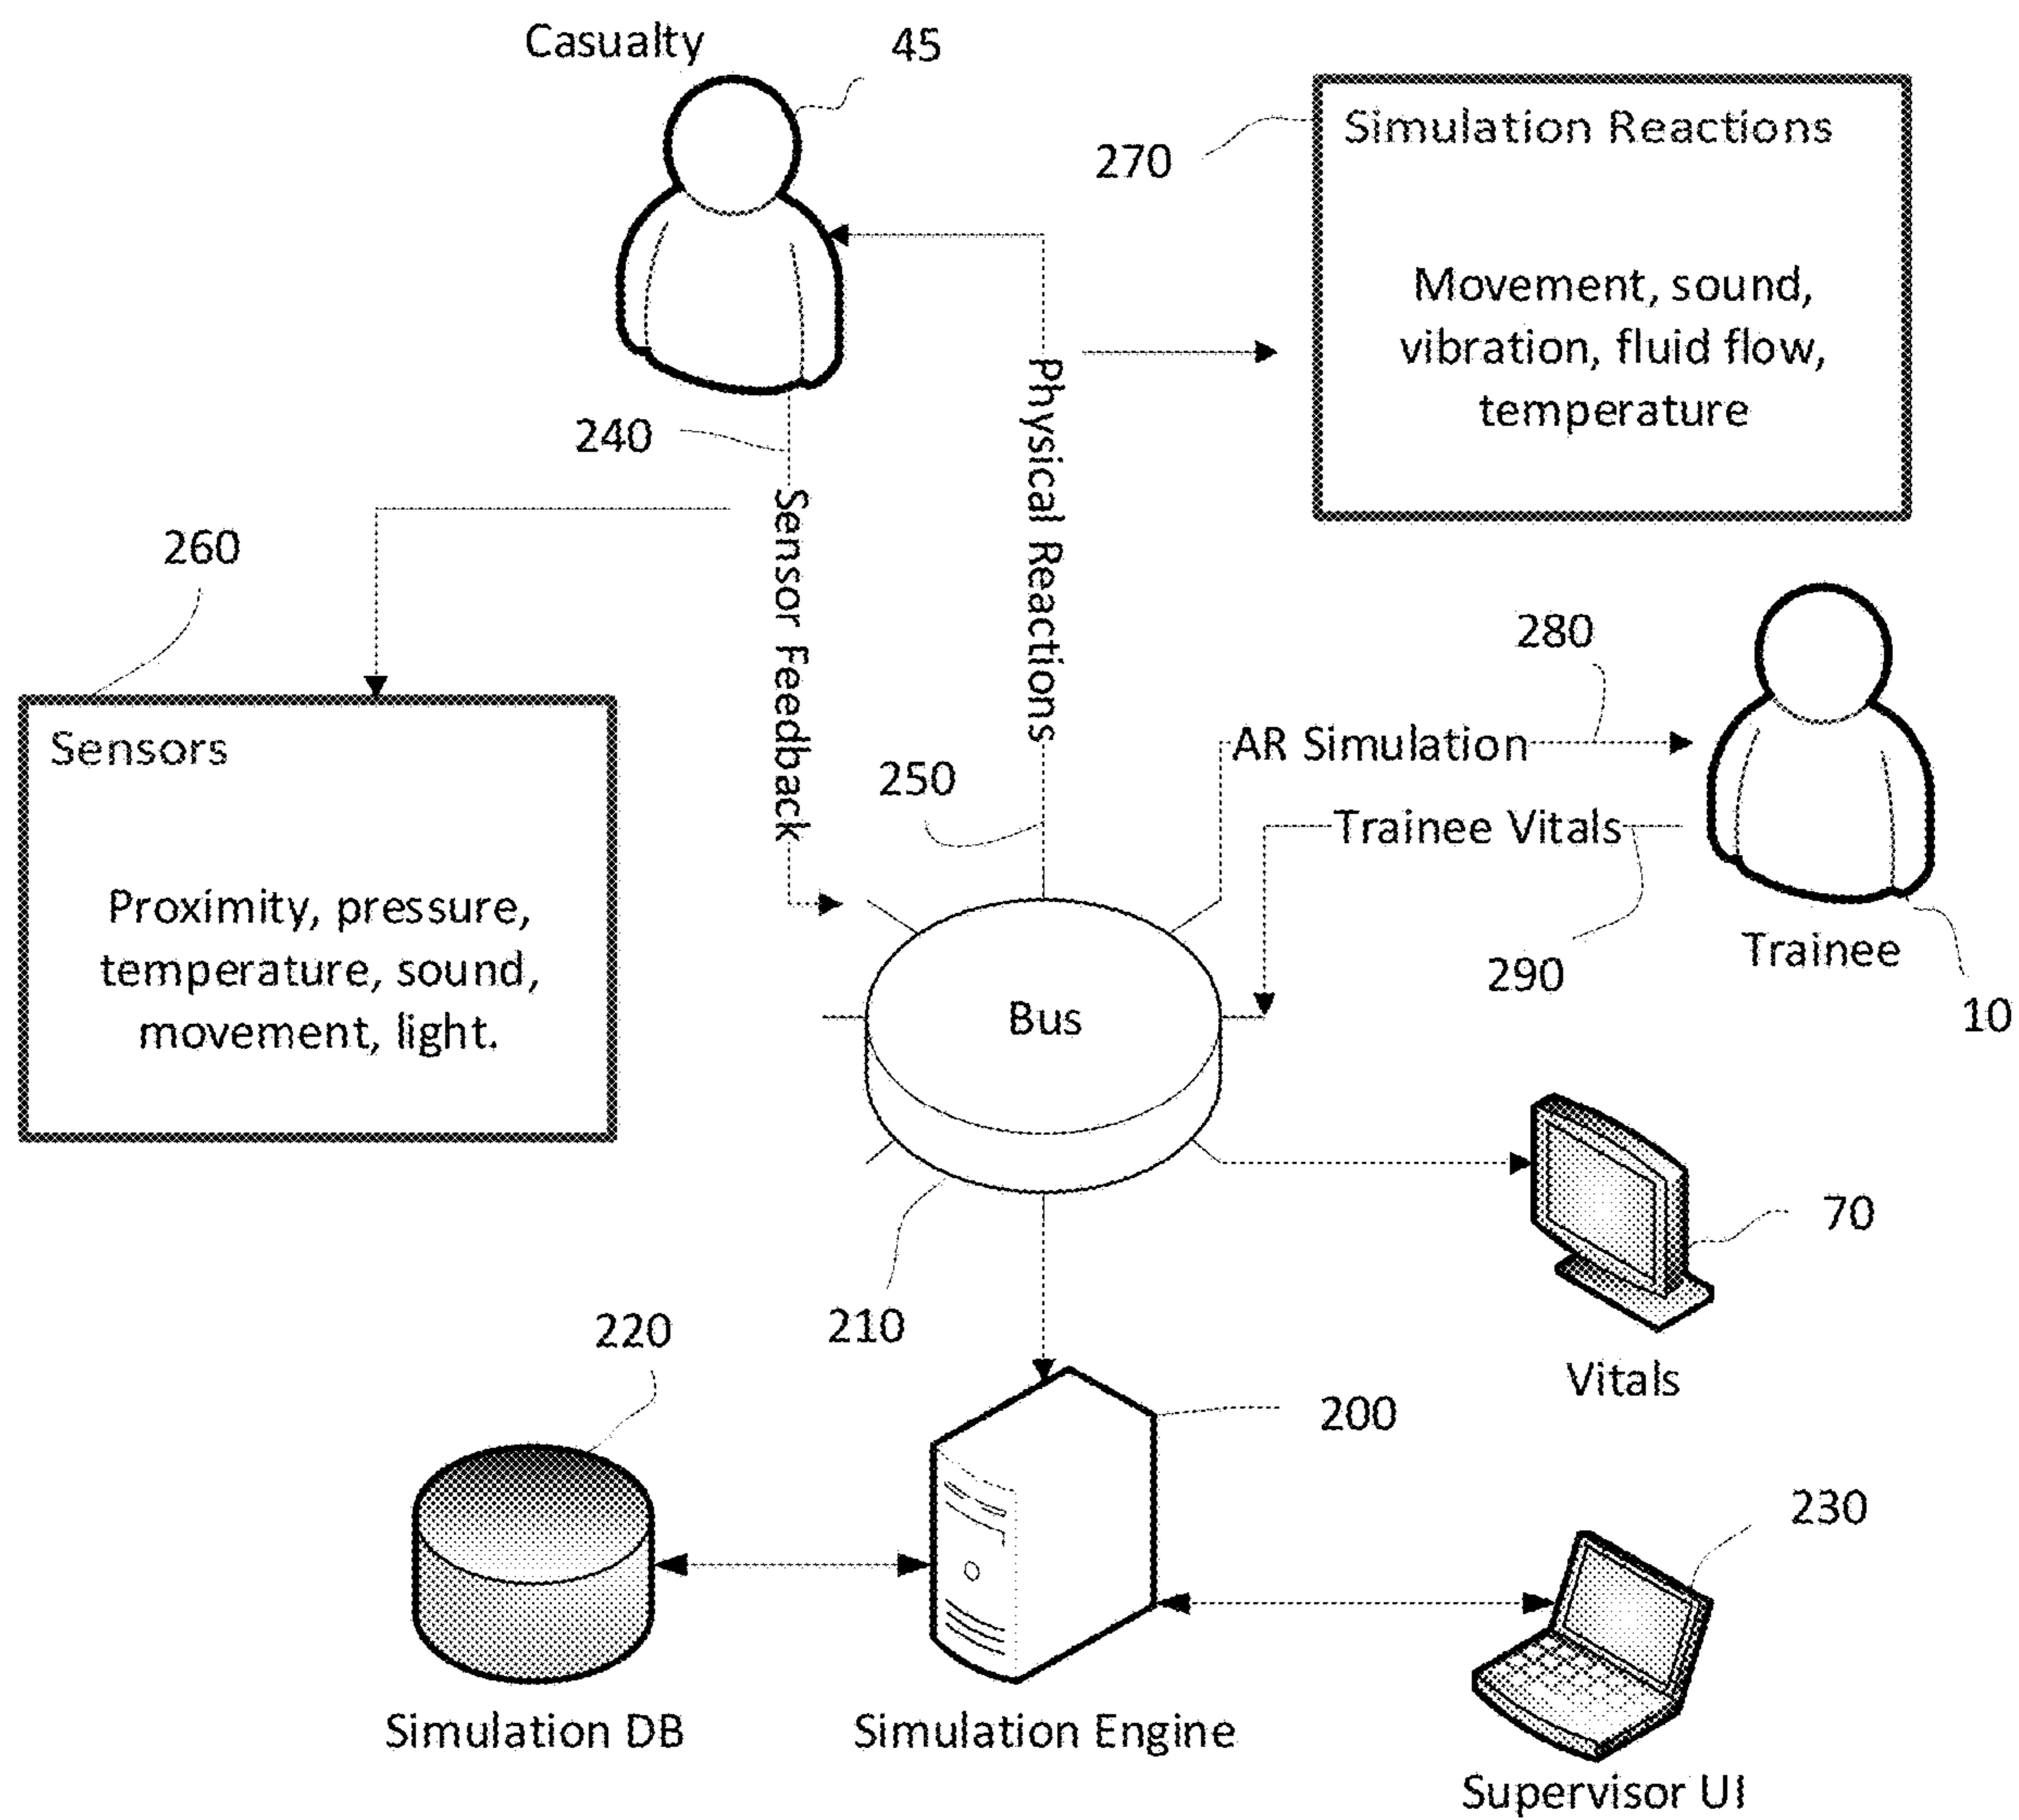 Casualty
45
270
Simulation Reactions
Movement, sound,
vibration, fluid flow,
temperature
240
Sensor Feedback
Physical Reactions
260
Sensors
Proximity, pressure,
temperature, sound,
movement, light.
250
280
AR Simulation
Trainee Vitals
290
Trainee
10
Bus
210
70
Vitals
220
200
230
Simulation DB
Simulation Engine
Supervisor UI